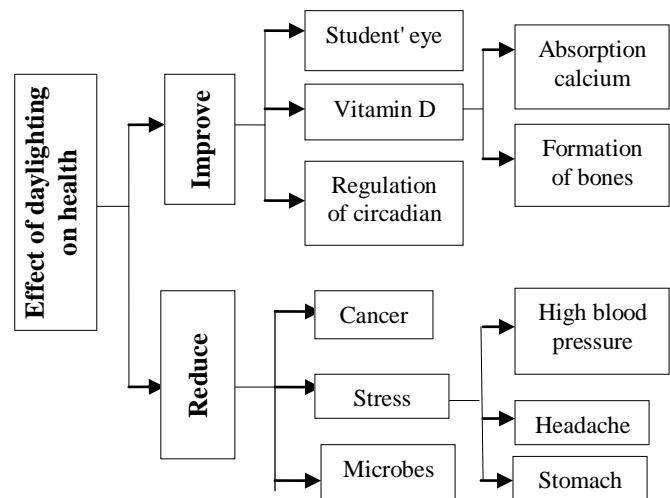 Effect of daylighting
on health
Improve
Student' eye
Vitamin D
Absorption
calcium
Formation
of bones
Regulation
of circadian
Reduce
Cancer
Stress
High blood
pressure
Headache
Stomach
Microbes